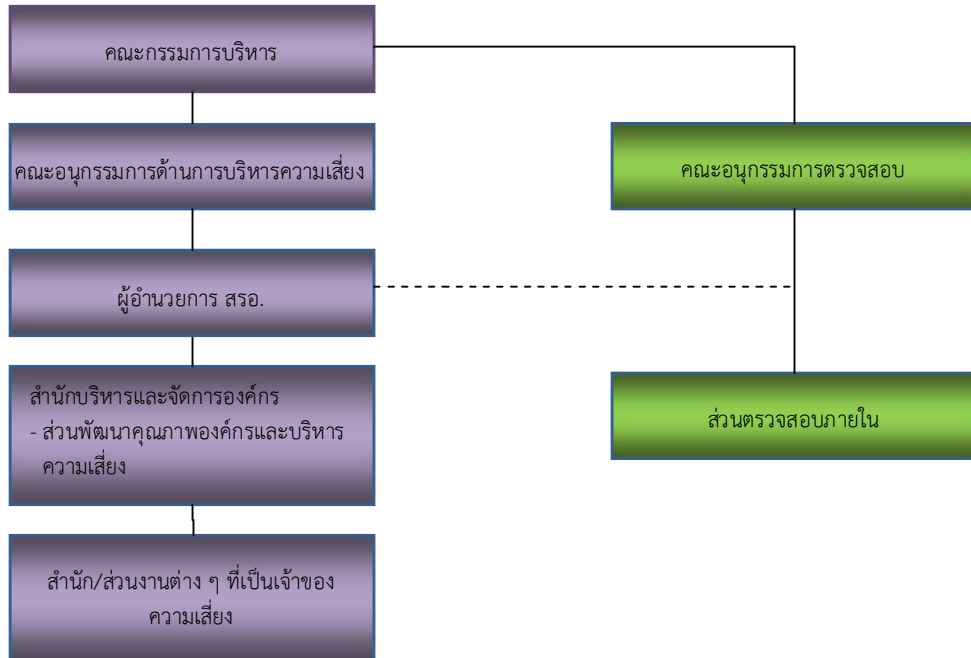 คณะกรรมการบริหาร
คณะอนุกรรมการด้านการบริหารความเสี่ยง
คณะอนุกรรมการตรวจสอบ
ผู้อำนวยการ สรอ.
สำนักบริหารและจัดการองค์กร
- ส่วนพัฒนาคุณภาพองค์กรและบริหาร
ความเสี่ยง
ส่วนตรวจสอบภายใน
สำนัก/ส่วนงานต่าง ๆ ที่เป็นเจ้าของ
ความเสี่ยง